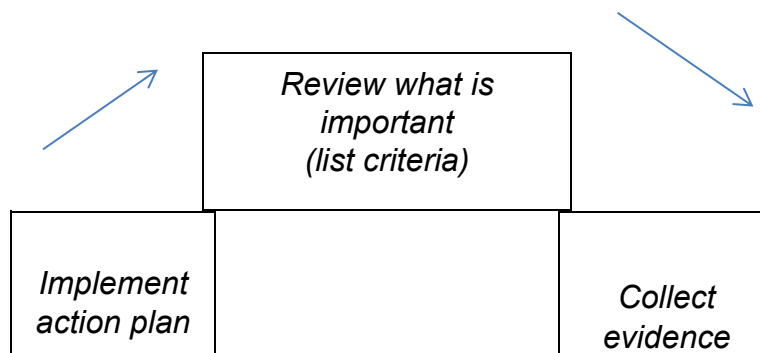 Review what is
important
(list criteria)
Implement
action plan
Collect
evidence